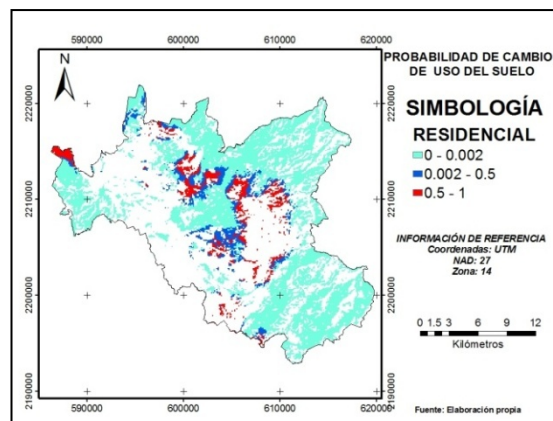 590000 600000 610000 620000
N
PROBABILIDAD DE CAMBIO
DE USO DEL SUELO
SIMBOLOGÍA
RESIDENCIAL
0 - 0.002
0.002 - 0.5
0.5 - 1
INFORMACIÓN DE REFERENCIA
Coordenadas: UTM
NAD: 27
Zona: 14
0 1.5 3 6 9 12
Kilómetros
Fuente: Elaboración propia
2220000
2210000
2200000
2190000
2220000
2210000
2200000
2190000
590000 600000 610000 620000